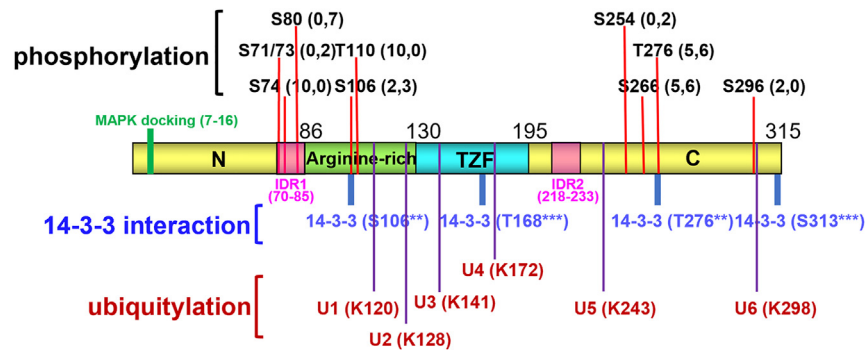 S80 (0,7)
S254 (0,2)
phosphorylation
S71/73 (0,2)
T110 (10,0)
T276 (5,6)
S74 (10,0)
S106 (2,3)
S266 (5,6)
S296 (2,0)
MAPK docking (7-16)
86
130
195
315
N
Arginine-rich
TZF
C
IDR1
(70-85)
IDR2
(218-233)
14-3-3 interaction
14-3-3 (S106**)
14-3-3 (T168***)
14-3-3 (T276**)
14-3-3 (S313***)
U4 (K172)
ubiquitylation
U1 (K120)
U3 (K141)
U5 (K243)
U6 (K298)
U2 (K128)